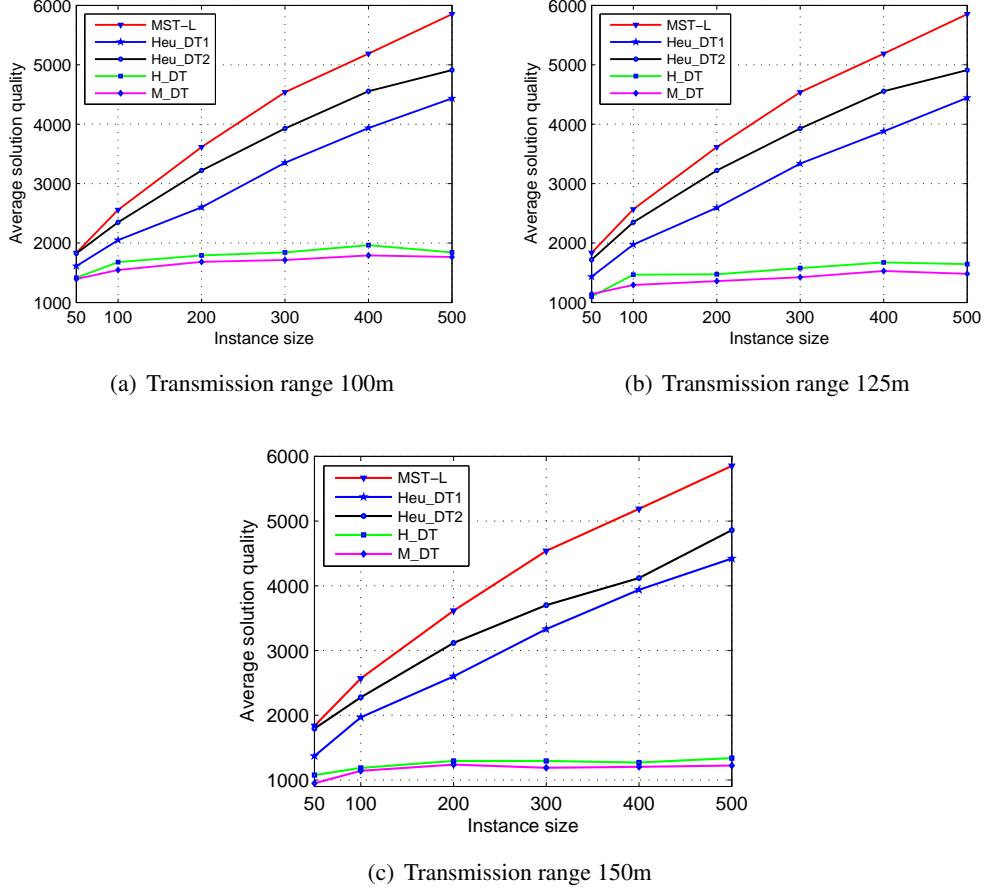 6000
5000
4000
3000
2000
1000
Average solution quality
MST-L
Heu_DT1
Heu_DT2
H_DT
M_DT
50 100 200 300 400 500
Instance size
(a) Transmission range 100m
6000
5000
4000
3000
2000
1000
Average solution quality
MST-L
Heu_DT1
Heu_DT2
H_DT
M_DT
50 100 200 300 400 500
Instance size
(b) Transmission range 125m
6000
5000
4000
3000
2000
1000
Average solution quality
MST-L
Heu_DT1
Heu_DT2
H_DT
M_DT
50 100 200 300 400 500
Instance size
(c) Transmission range 150m